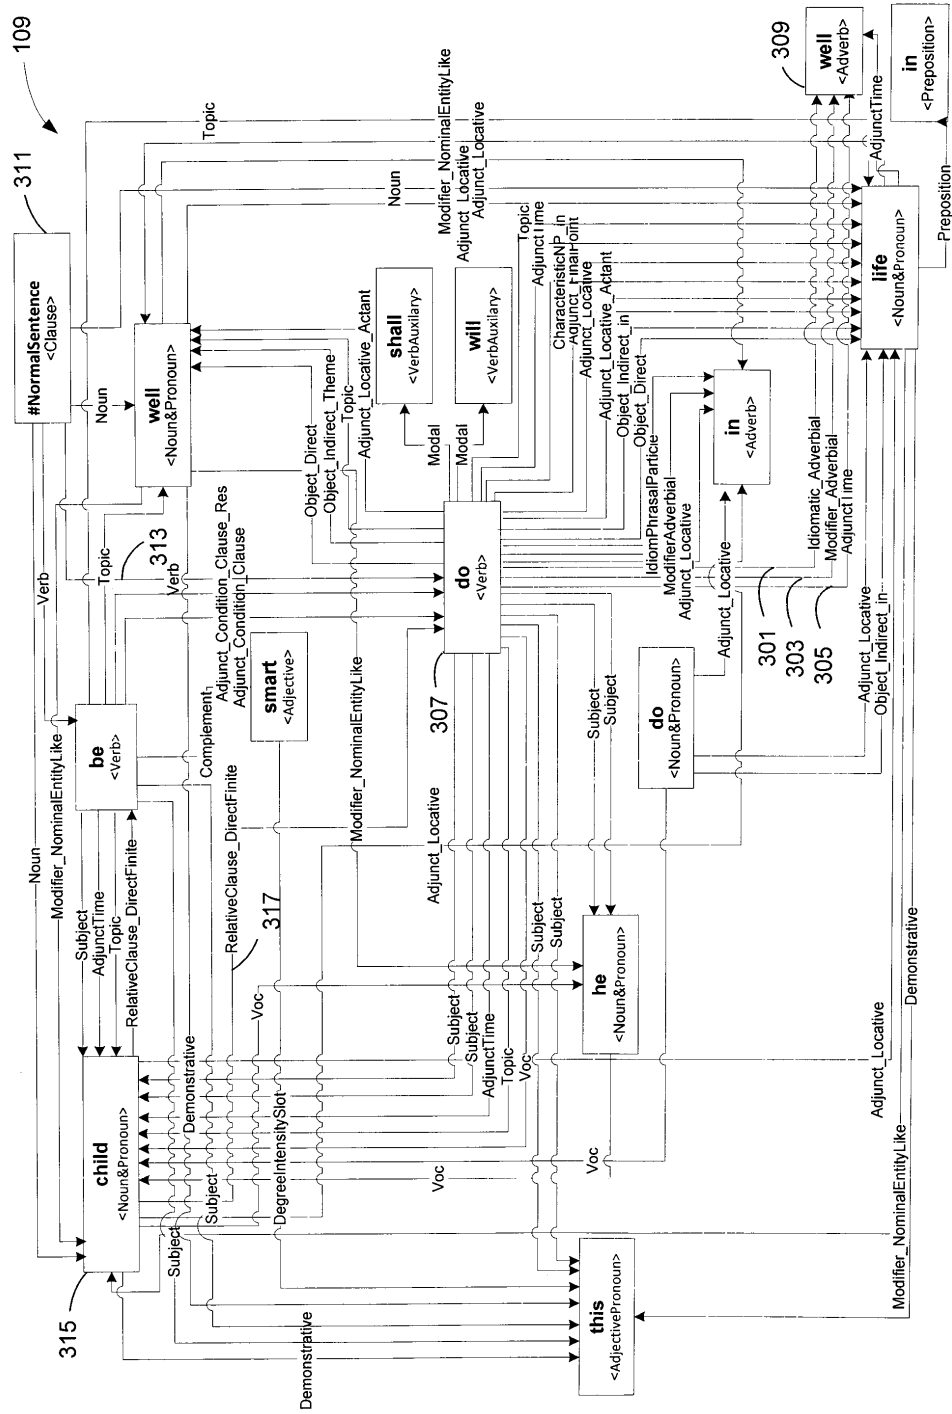 109
311
#NormalSentence
<Clause>
315
child
<Noun&Pronoun>
be
<Verb>
well
<Noun&Pronoun>
smart
<Adjective>
307
do
<Verb>
shall
<VerbAuxilary>
will
<VerbAuxilary>
309
well
<Adverb>
in
<Preposition>
life
<Noun&Pronoun>
in
<Adverb>
do
<Noun&Pronoun>
he
<Noun&Pronoun>
this
<AdjectivePronoun>
313
317
301
303
305
Noun
Modifier_NominalEntityLike
Subject
AdjunctTime
Topic
RelativeClause_DirectFinite
Verb
Topic
Verb
Noun
Topic
Noun
Modifier_NominalEntityLike
Adjunct_Locative
Adjunct_Locative
Complement
Adjunct_Condition_Clause_Res
Adjunct_Condition_Clause
Object_Direct
Object_Indirect_Theme
Topic
Adjunct_Locative_Actant
Modal
Modal
Topic
AdjunctTime
CharacteristicNP_in
Adjunct_FinalPoint
Adjunct_Locative
Adjunct_Locative_Actant
Object_Indirect_in
Object_Direct
IdiomPhrasalParticle
ModifierAdverbial
Adjunct_Locative
Adjunct_Locative
Idiomatic_Adverbial
Modifier_Adverbial
AdjunctTime
AdjunctTime
Preposition
Adjunct_Locative
Object_Indirect_in
Demonstrative
RelativeClause_DirectFinite
Modifier_NominalEntityLike
Adjunct_Locative
Subject
Subject
Subject
Subject
Voc
Subject
Subject
AdjunctTime
Topic
Voc
Demonstrative
Subject
DegreeIntensitySlot
Voc
Voc
Subject
Demonstrative
Adjunct_Locative
Modifier_NominalEntityLike